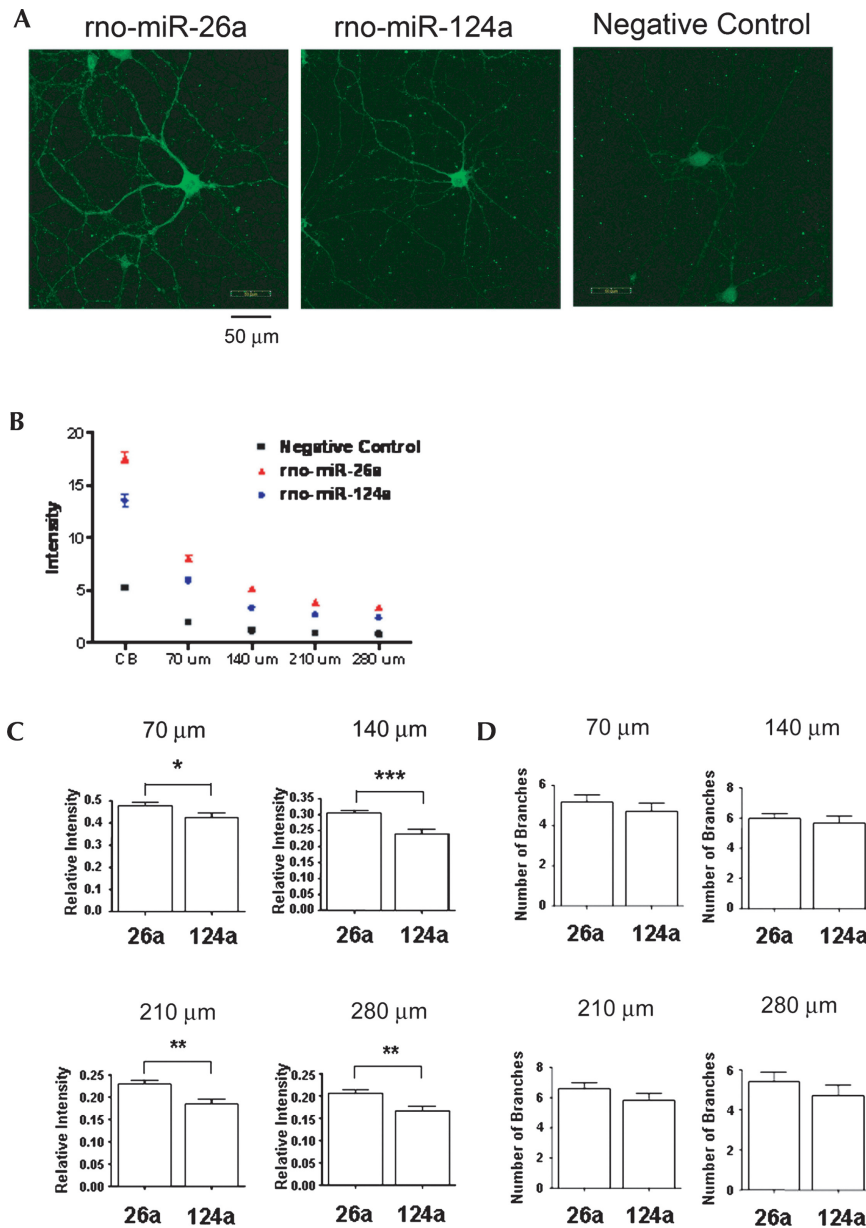 A
rno-miR-26a
rno-miR-124a
Negative Control
50 μm
B
20
15
10
5
0
Intensity
Negative Control
rno-miR-26a
rno-miR-124a
CB
70 um
140 um
210 um
280 um
C
70 μm
*
Relative Intensity
0.5
0.4
0.3
0.2
0.1
0.0
26a
124a
140 μm
***
Relative Intensity
0.35
0.30
0.25
0.20
0.15
0.10
0.05
0.00
26a
124a
210 μm
**
Relative Intensity
0.25
0.20
0.15
0.20
0.05
0.00
26a
124a
280 μm
**
Relative Intensity
0.25
0.20
0.15
0.20
0.05
0.00
26a
124a
D
70 μm
Number of Branches
6
4
2
0
26a
124a
140 μm
Number of Branches
8
6
4
2
0
26a
124a
210 μm
Number of Branches
8
6
4
2
0
26a
124a
280 μm
Number of Branches
6
4
2
0
26a
124a